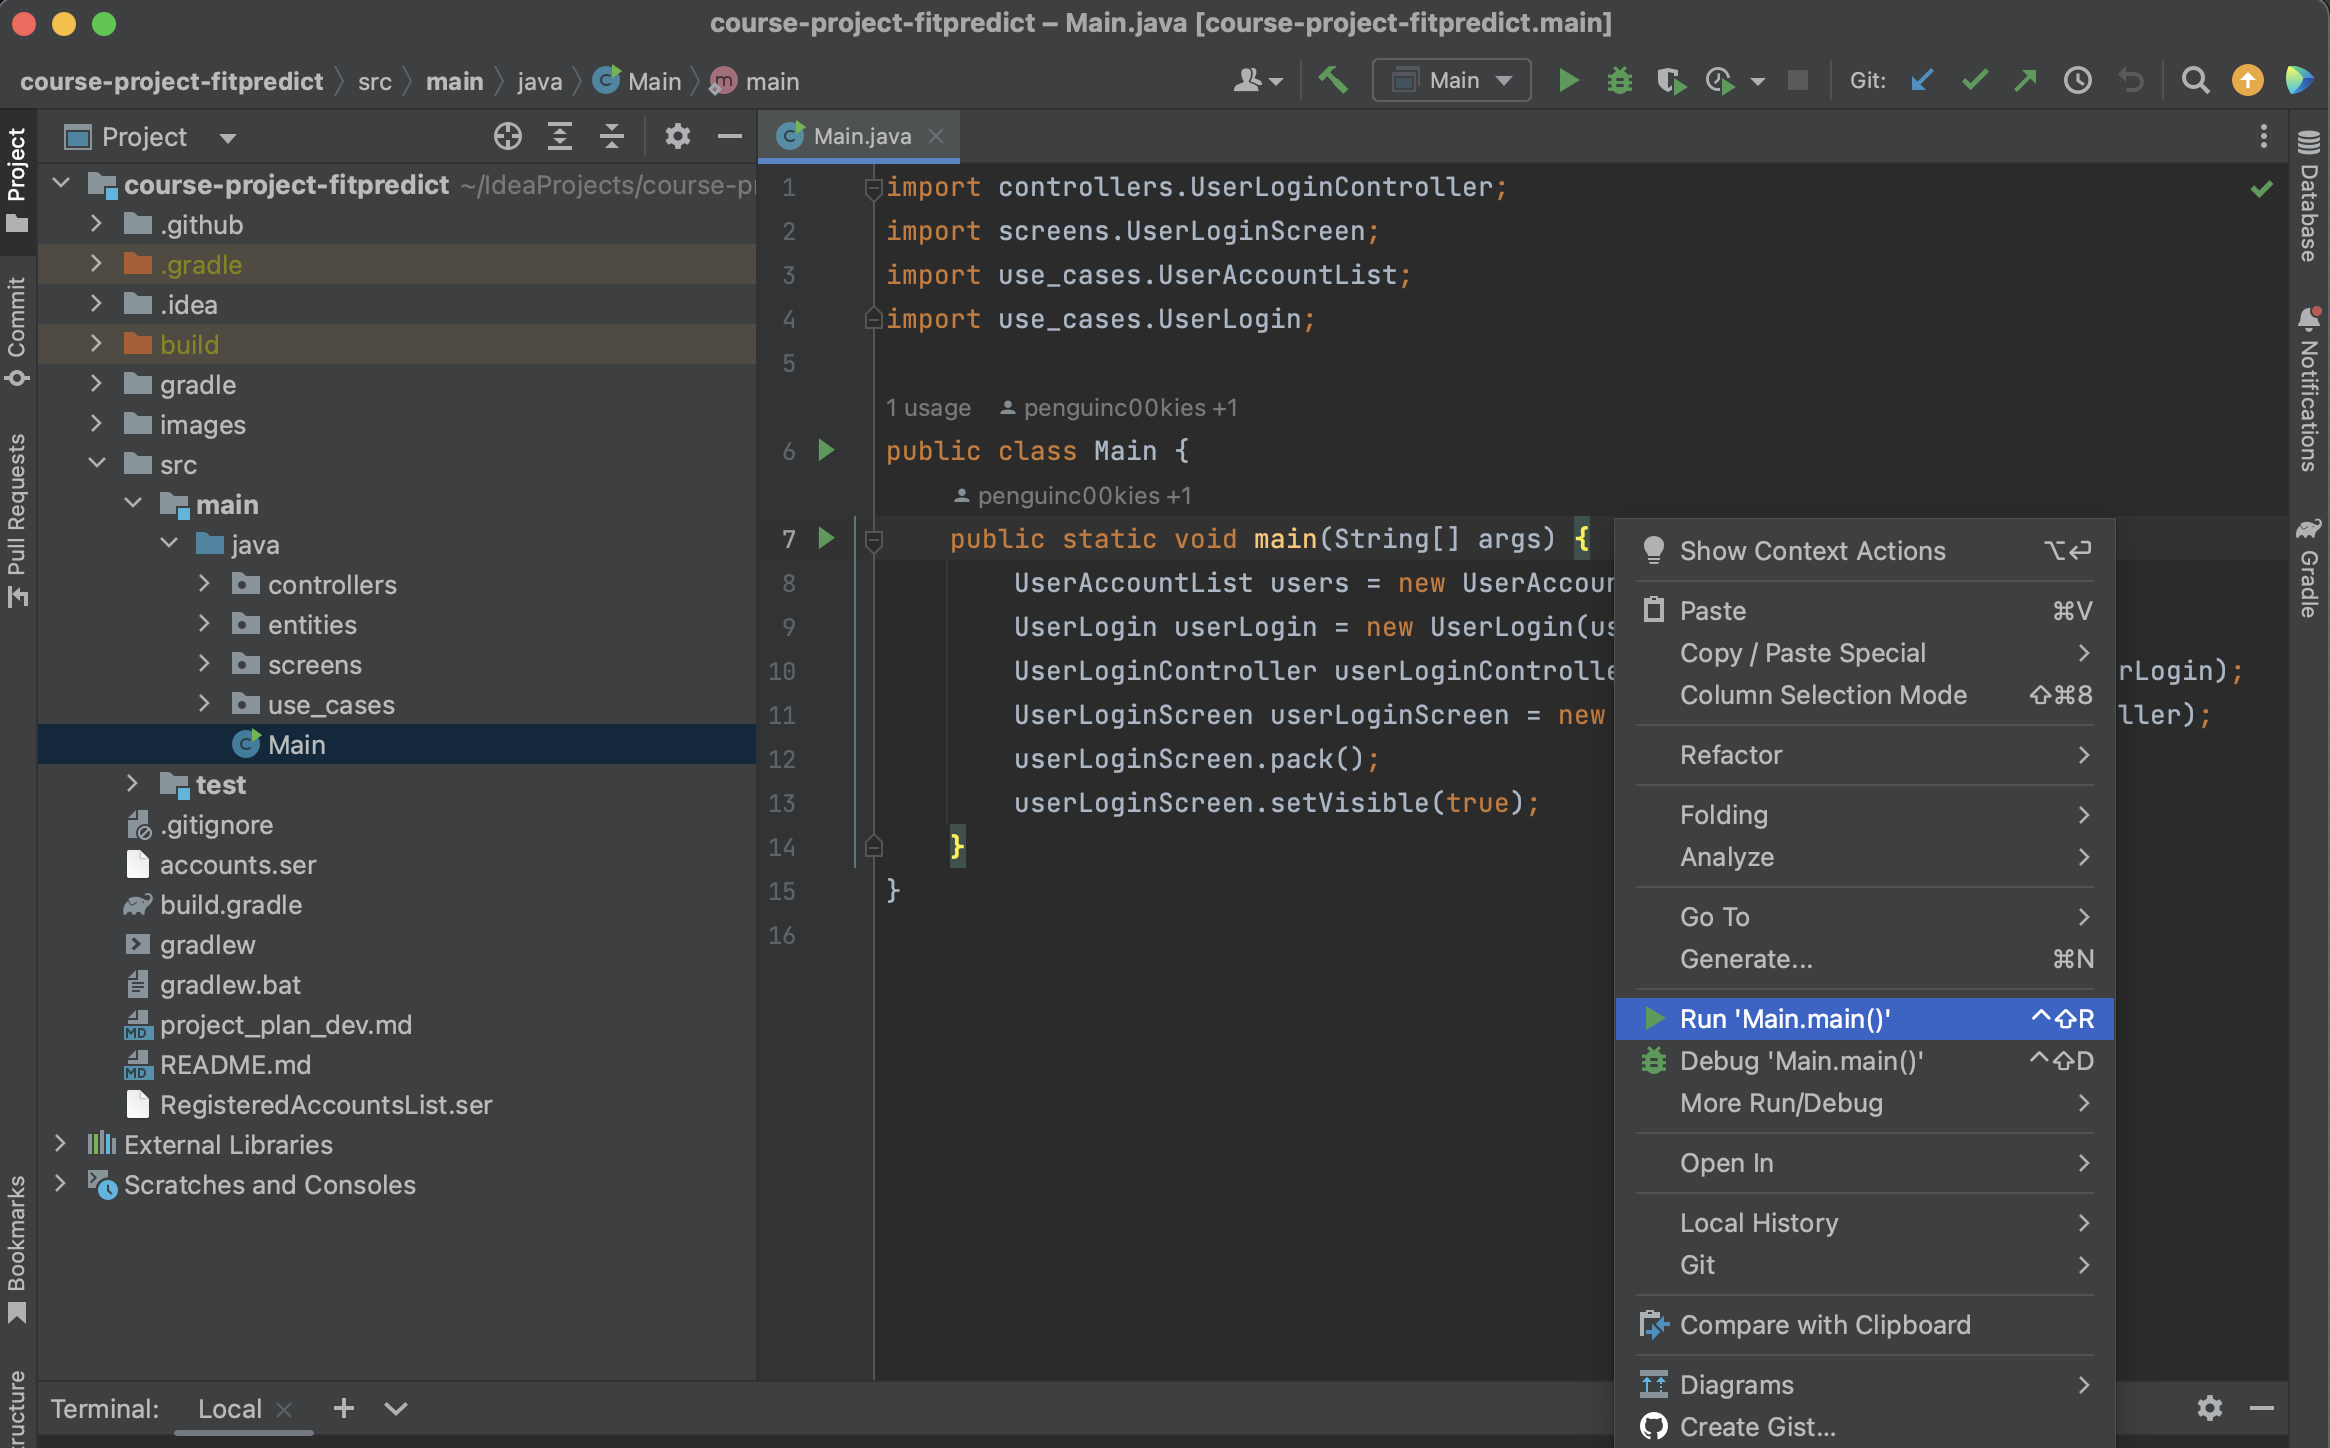 course-project-fitpredict – Main.java [course-project-fitpredict.main]
course-project-fitpredict src main java Main main
Main
Git:
Project
Main.java
Project
Commit
Pull Requests
Bookmarks
course-project-fitpredict ~/IdeaProjects/course-p
.github
.gradle
.idea
build
gradle
images
src
main
java
controllers
entities
screens
use_cases
Main
test
.gitignore
accounts.ser
build.gradle
gradlew
gradlew.bat
project_plan_dev.md
README.md
RegisteredAccountsList.ser
External Libraries
Scratches and Consoles
1 import controllers.UserLoginController;
2 import screens.UserLoginScreen;
3 import use_cases.UserAccountList;
4 import use_cases.UserLogin;
5
1 usage penguinc00kies +1
6 public class Main {
penguinc00kies +1
7 public static void main(String[] args) {
8 UserAccountList users = new UserAccoun
9 UserLogin userLogin = new UserLogin(us
10 UserLoginController userLoginControlle rLogin);
11 UserLoginScreen userLoginScreen = new ller);
12 userLoginScreen.pack();
13 userLoginScreen.setVisible(true);
14 }
15 }
16
Show Context Actions ⌥⏎
Paste ⌘V
Copy / Paste Special
Column Selection Mode ⇧⌘8
Refactor
Folding
Analyze
Go To
Generate... ⌘N
Run 'Main.main()' ^⇧R
Debug 'Main.main()' ^⇧D
More Run/Debug
Open In
Local History
Git
Compare with Clipboard
Diagrams
Create Gist...
Database
Notifications
Gradle
Terminal: Local
ructure